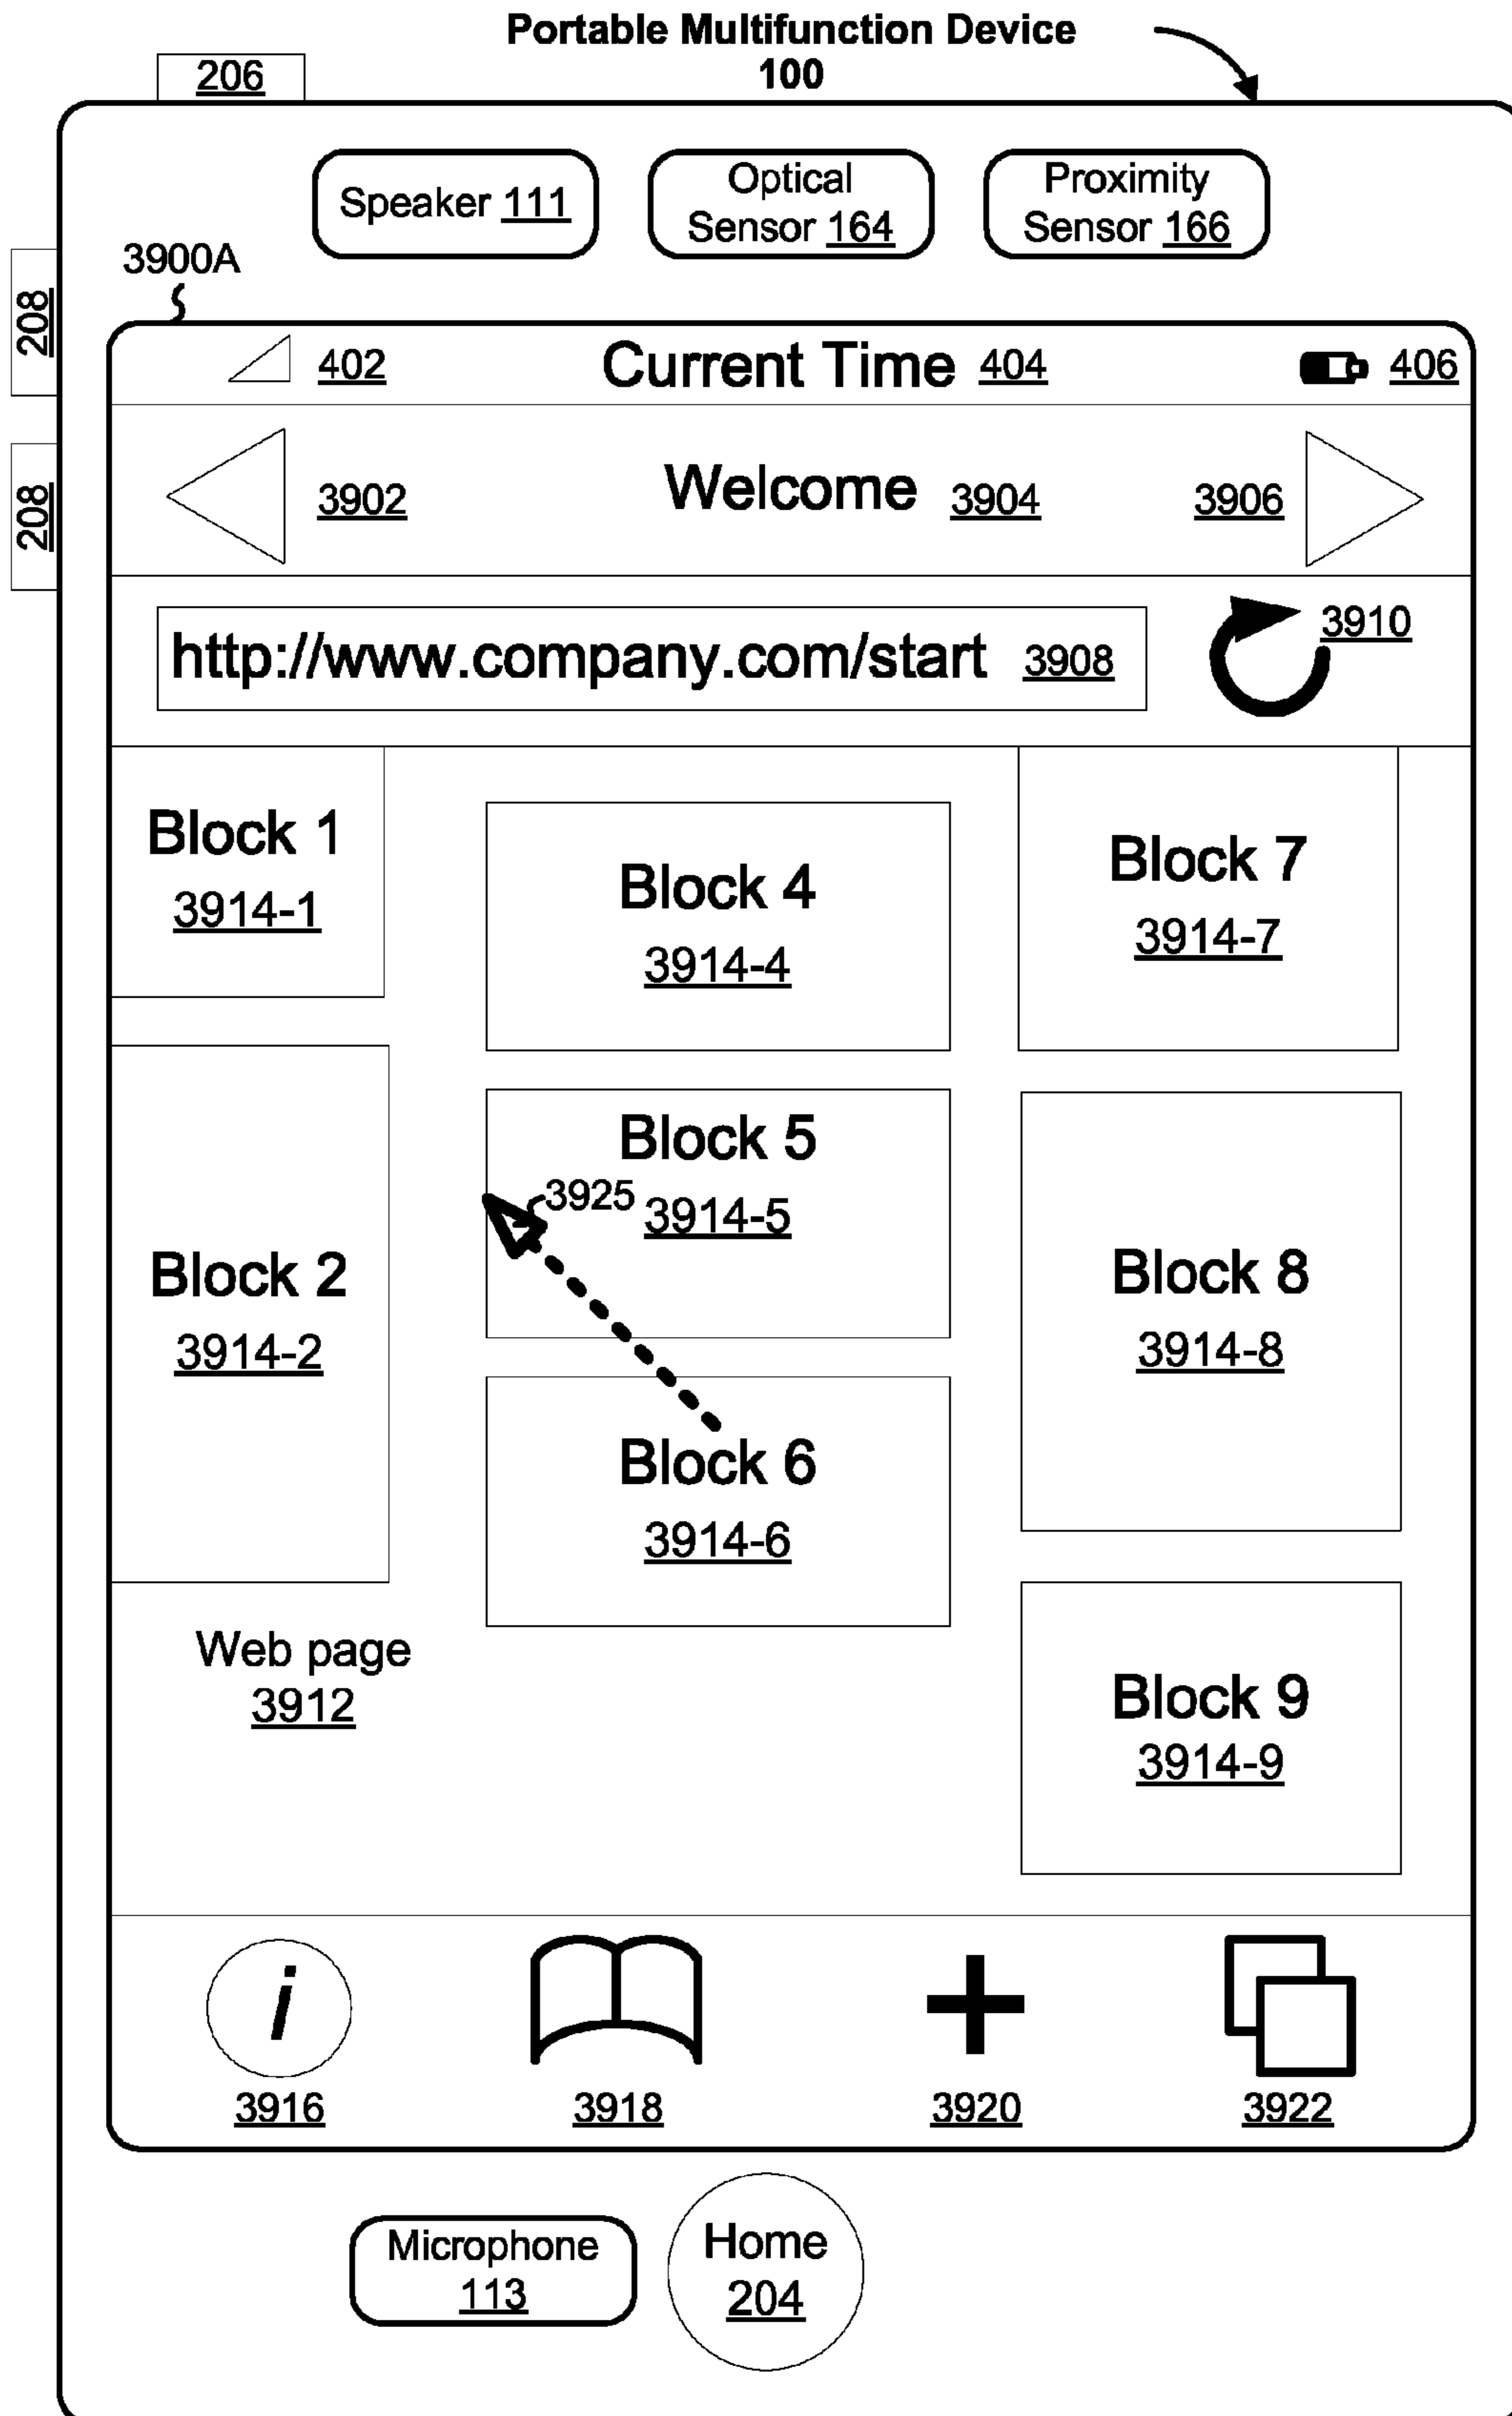 Portable Multifunction Device
100
206
Speaker 111
Optical
Sensor 164
Proximity
Sensor 166
3900A
208
208
402
Current Time 404
406
3902
Welcome 3904
3906
http://www.company.com/start 3908
3910
Block 1
3914-1
Block 4
3914-4
Block 7
3914-7
Block 2
3914-2
Block 5
3925
3914-5
Block 8
3914-8
Block 6
3914-6
Web page
3912
Block 9
3914-9
i
3916
3918
3920
3922
Microphone
113
Home
204